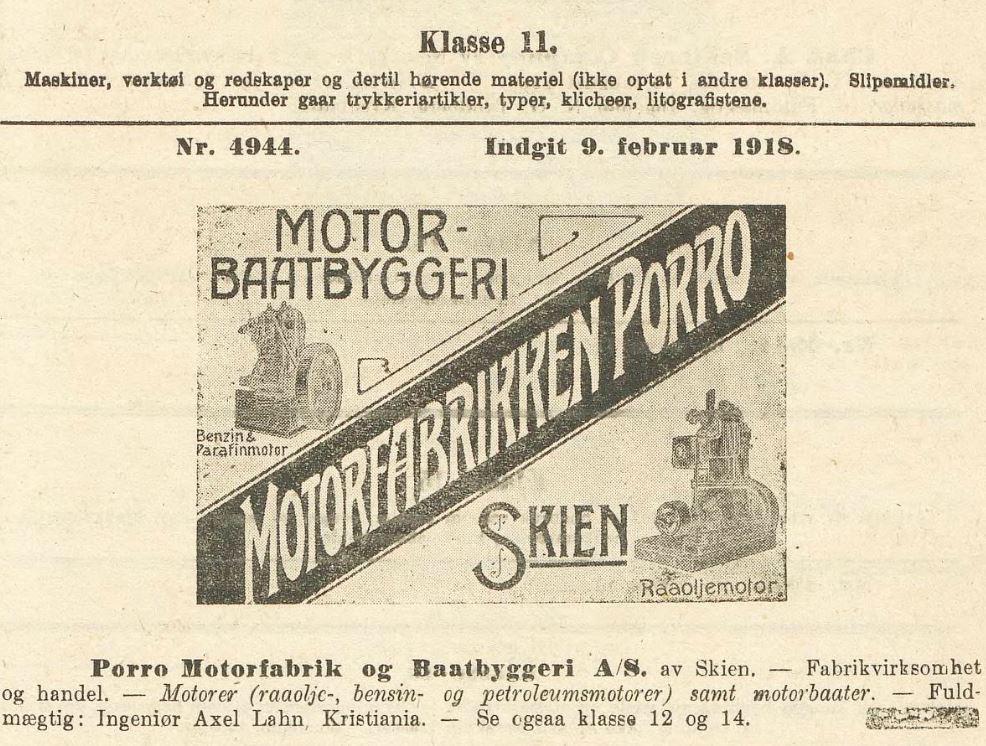 Klasse 11.
Maskiner, verktøi og redskaper og dertil hørende materiel (ikke optat i andre klasser). Slipemidler.
Herunder gaar trykkeriartikler, typer, klicheer, litografistene.
Nr. 4944.
Indgit 9. februar 1918.
MOTOR-
BAATBYGGERI
MOTORFABRIKKEN PORRO
Benzin &
Parafinmotor
SKIEN
Raaoljemotor.
Porro Motorfabrik og Baatbyggeri A/S. av Skien. — Fabrikvirksomhet
og handel. — Motorer (raaolje-, bensin- og petroleumsmotorer) samt motorbaater. — Fuld-
mægtig: Ingeniør Axel Lahn, Kristiania. — Se ogsaa klasse 12 og 14.